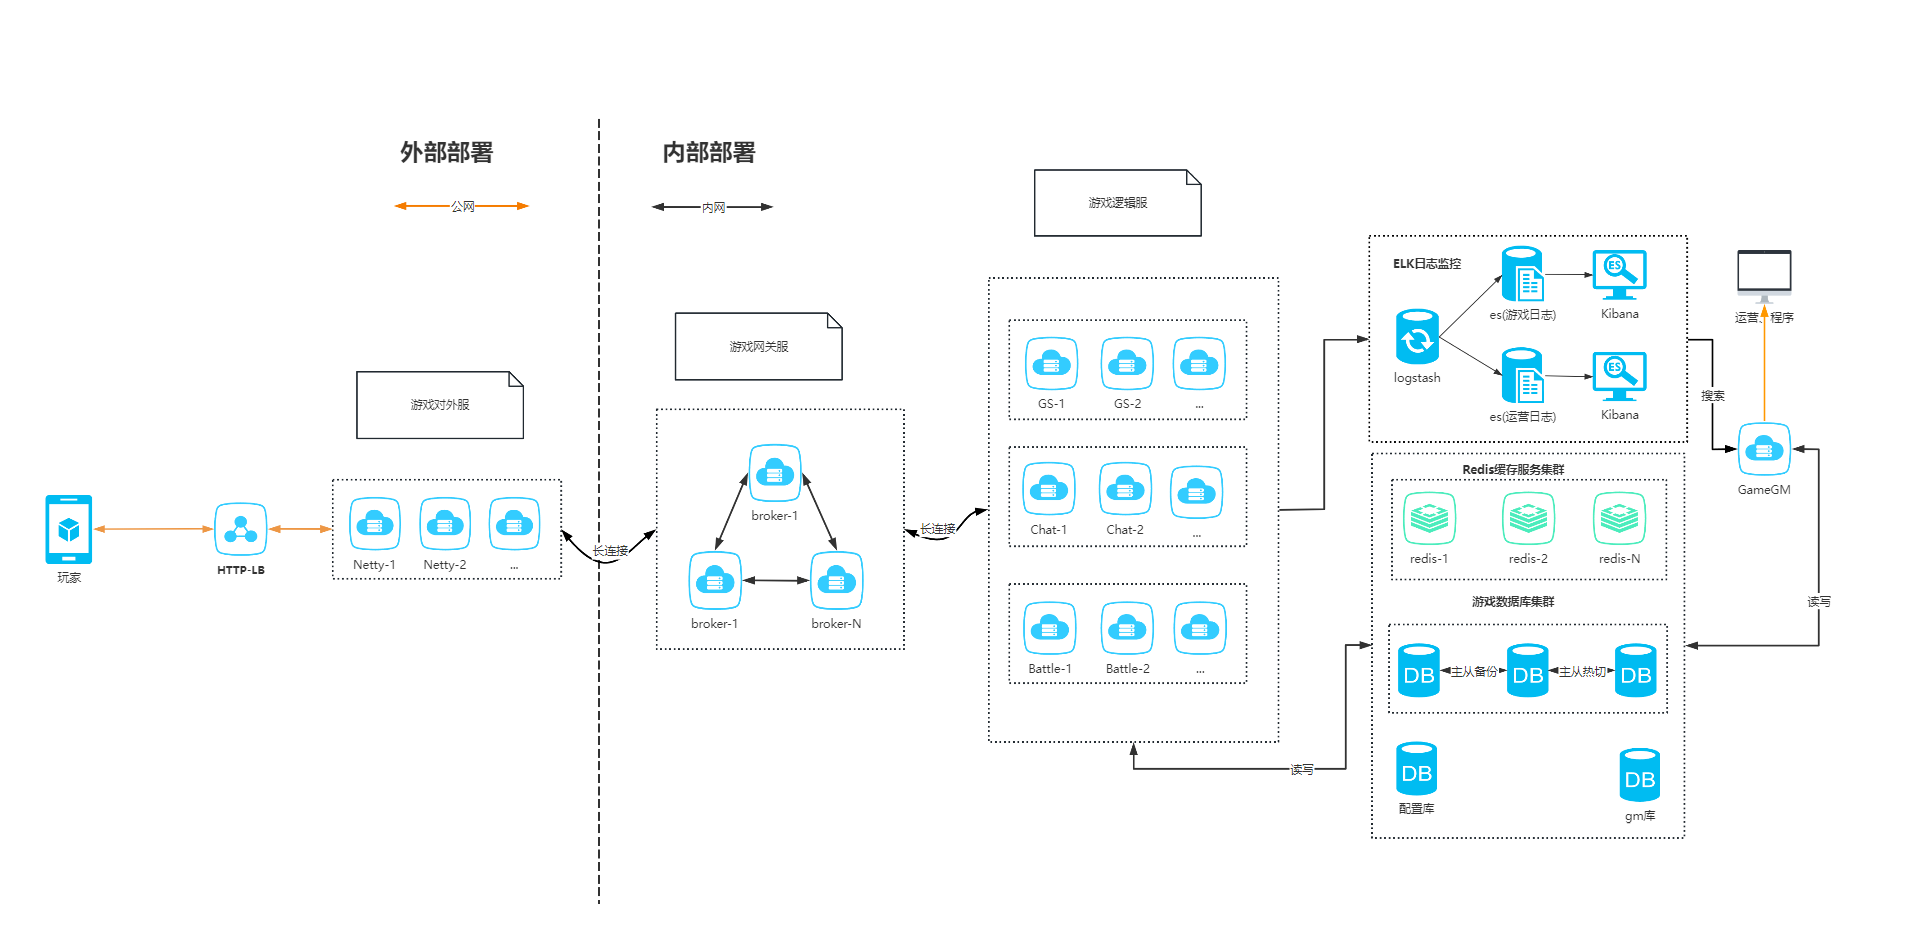 外部部署
内部部署
公网
内网
游戏对外服
游戏网关服
游戏逻辑服
玩家
HTTP-LB
Netty-1
Netty-2
...
长连接
broker-1
broker-1
broker-N
长连接
GS-1
GS-2
...
Chat-1
Chat-2
...
Battle-1
Battle-2
...
读写
ELK日志监控
logstash
es(游戏日志)
Kibana
es(运营日志)
Kibana
ES
ES
Redis缓存服务集群
redis-1
redis-2
redis-N
游戏数据库集群
DB
主从备份
DB
主从热切
DB
DB
配置库
DB
gm库
搜索
运营、程序
GameGM
读写